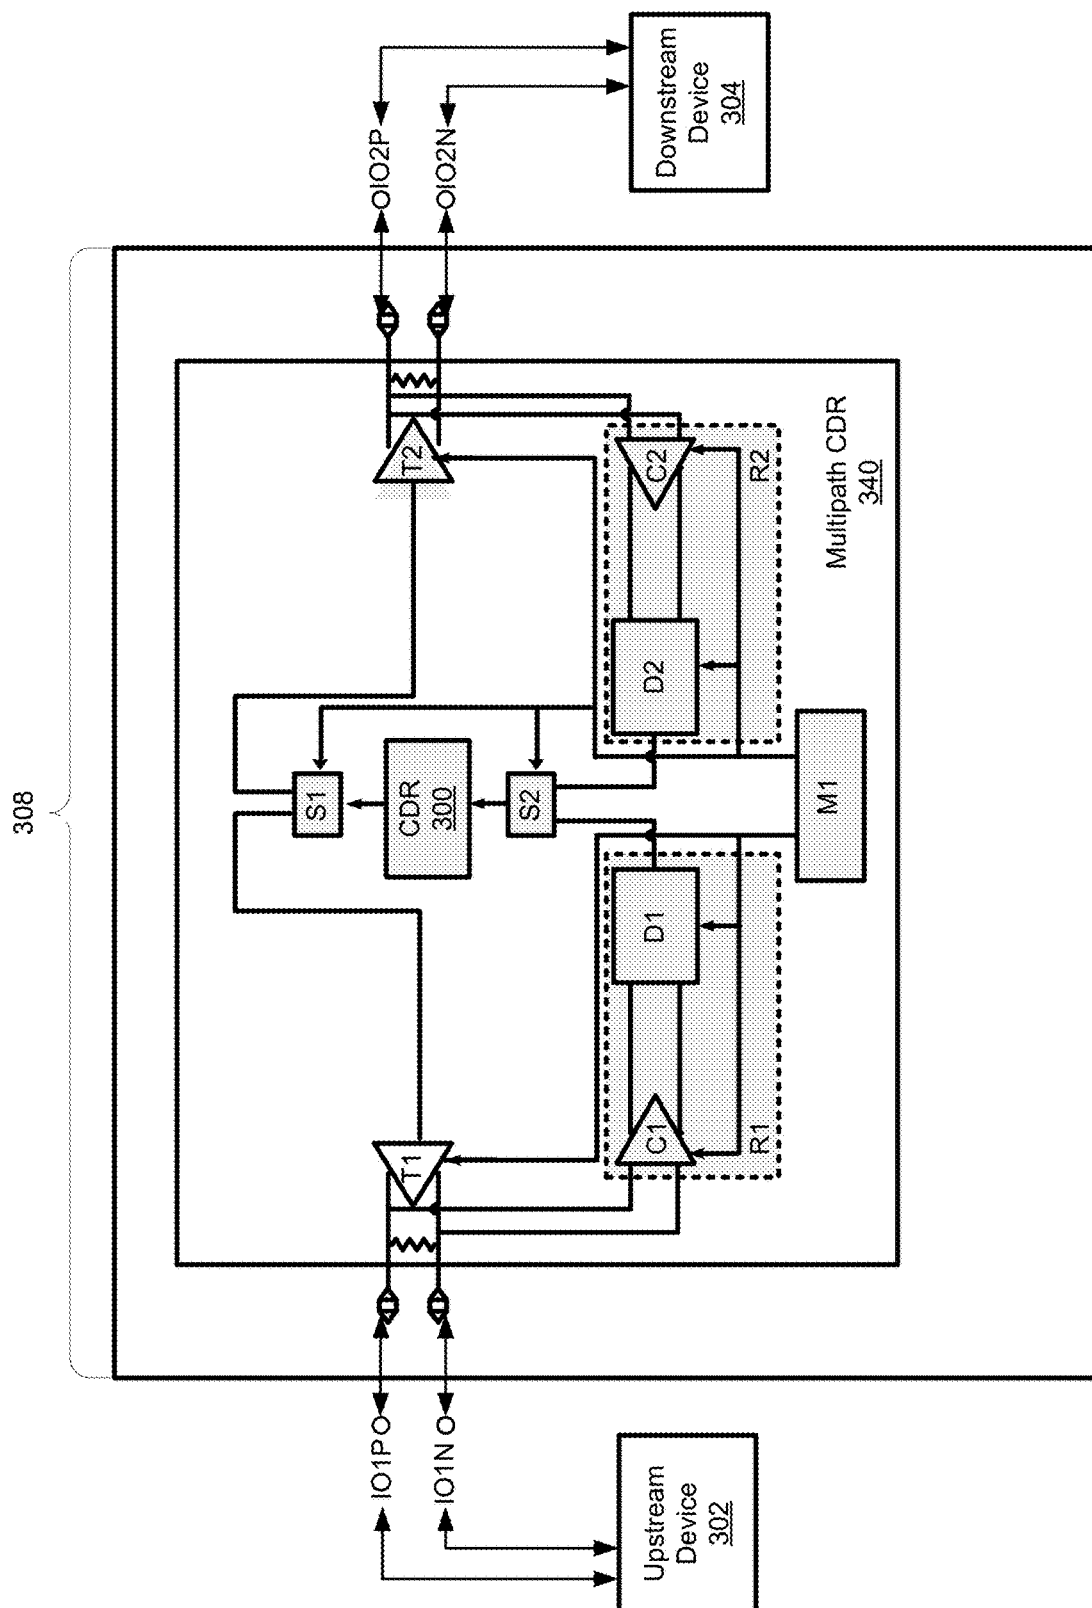 308
Upstream
Device
302
IO1P O
IO1N O
T1
S1
CDR
300
S2
T2
OIO2P
OIO2N
Downstream
Device
304
C1
D1
R1
D2
C2
R2
M1
Multipath CDR
340